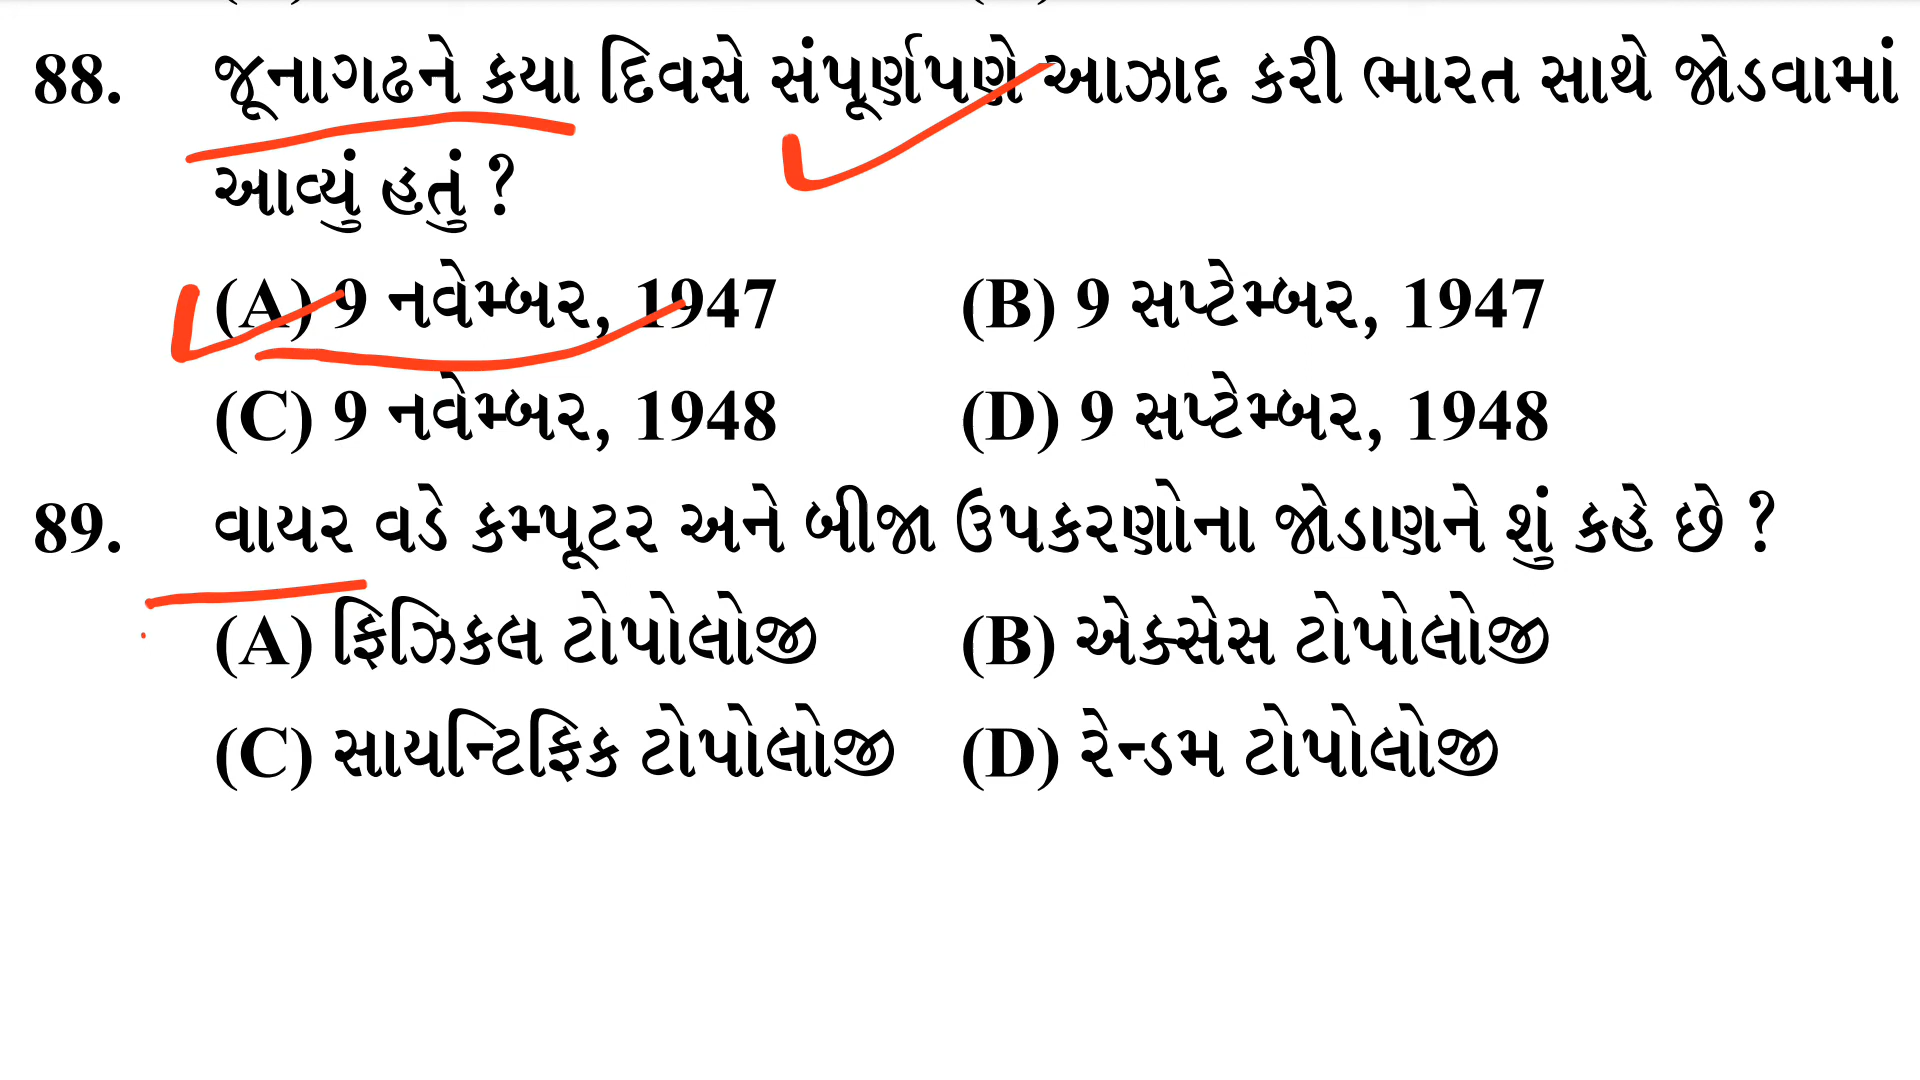 88. જૂનાગઢને કયા દિવસે સંપૂર્ણપણે આઝાદ કરી ભારત સાથે જોડવામાં
આવ્યું હતું ?
(A) 9 નવેમ્બર, 1947 (B) 9 સપ્ટેમ્બર, 1947
(C) 9 નવેમ્બર, 1948 (D) 9 સપ્ટેમ્બર, 1948
89. વાયર વડે કમ્પૂટર અને બીજા ઉપકરણોના જોડાણને શું કહે છે ?
(A) ફિઝિકલ ટોપોલોજી (B) એક્સેસ ટોપોલોજી
(C) સાયન્ટિફિક ટોપોલોજી (D) રેન્ડમ ટોપોલોજી